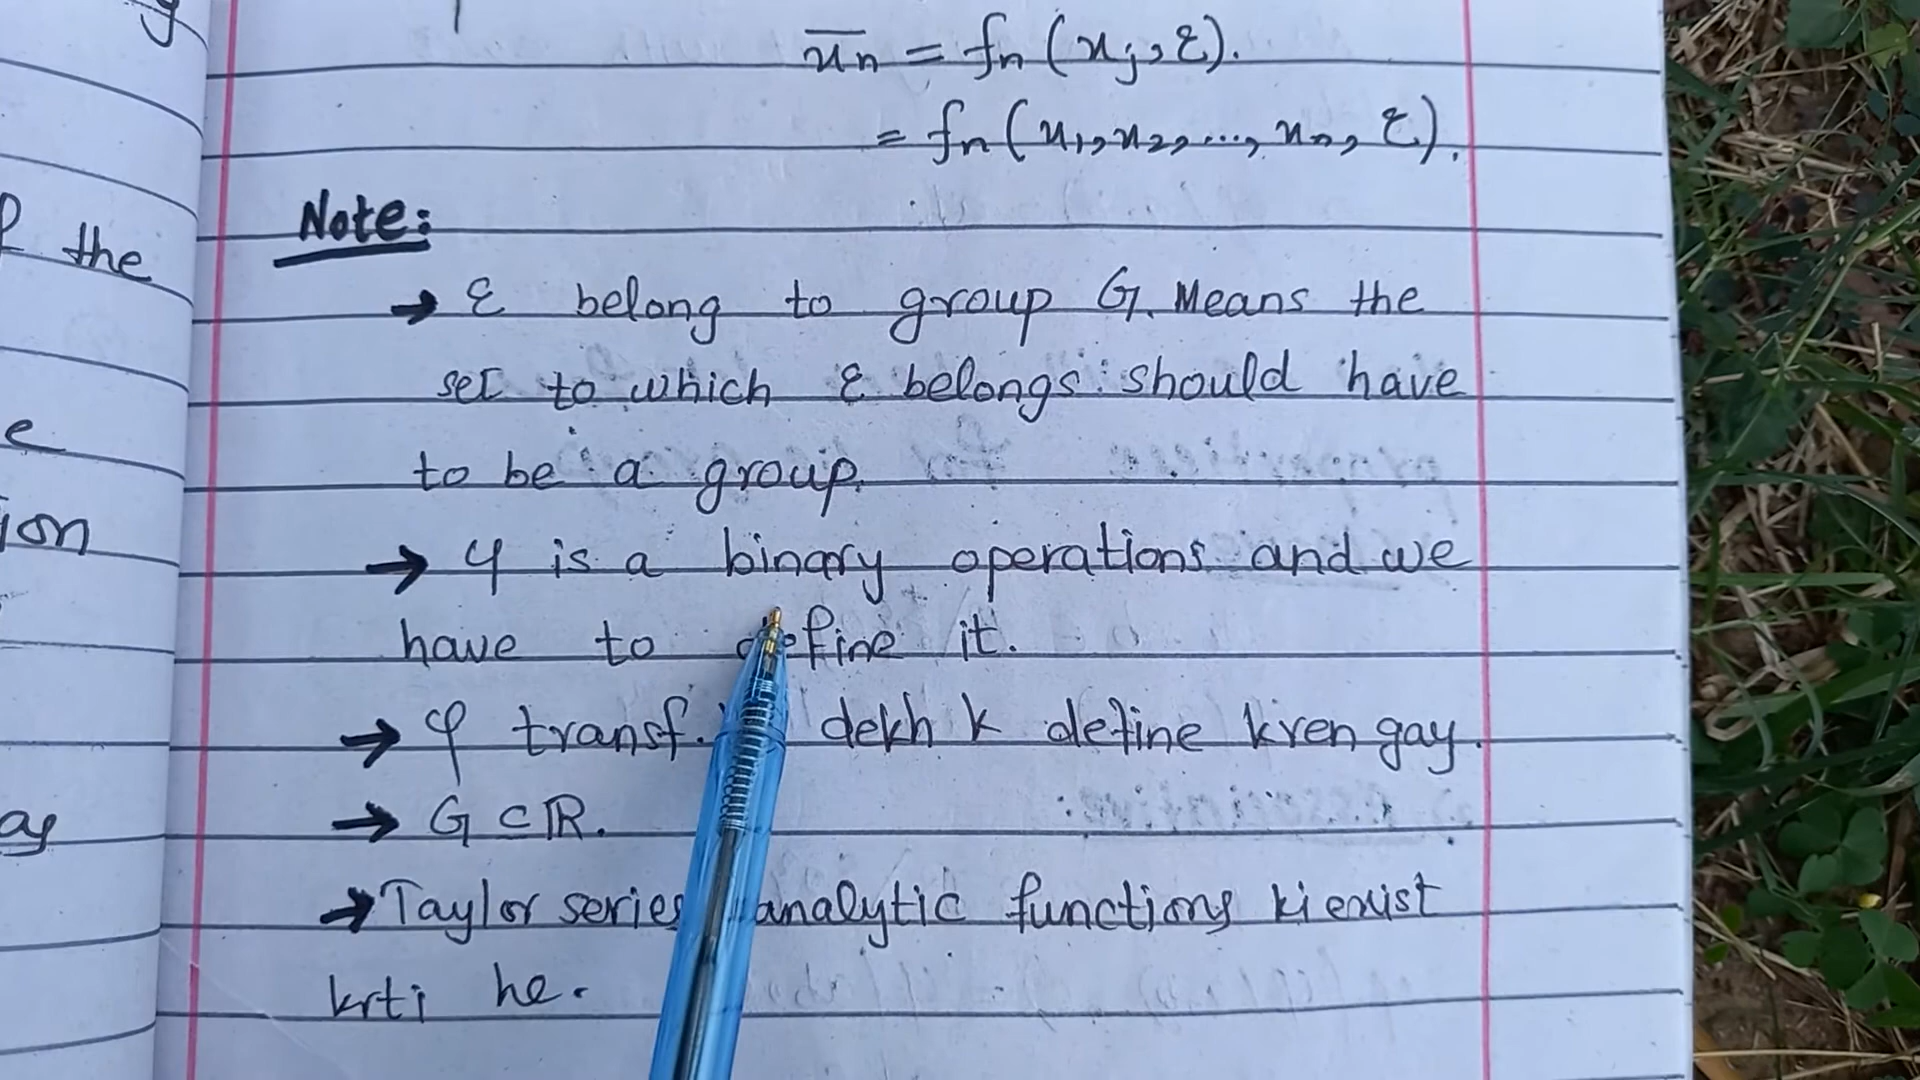 x̄n = fn (xj, ε).
= fn (x1, x2, ..., xn, ε).
Note:
f the
→ ε belong to group G. Means the
set to which ε belongs should have
e
to be a group.
ion
→ φ is a binary operations and we
have to define it.
→ φ transf. dekh k define kren gay.
→ G ⊂ R.
as
→ Taylor series analytic functions ki exist
krti he.